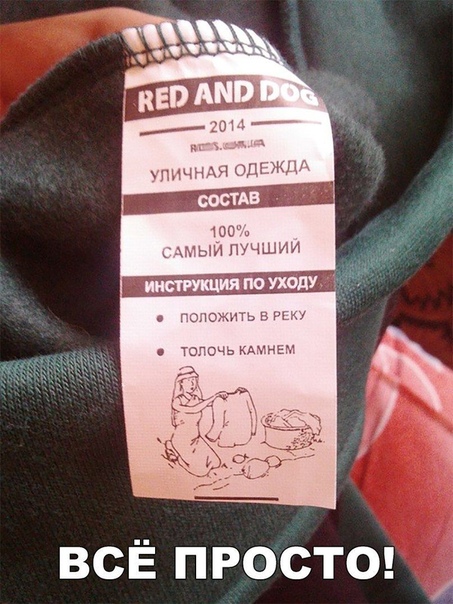 RED AND DOG
2014
УЛИЧНАЯ ОДЕЖДА
СОСТАВ
100%
САМЫЙ ЛУЧШИЙ
ИНСТРУКЦИЯ ПО УХОДУ
• ПОЛОЖИТЬ В РЕКУ
• ТОЛОЧЬ КАМНЕМ
ВСЁ ПРОСТО!